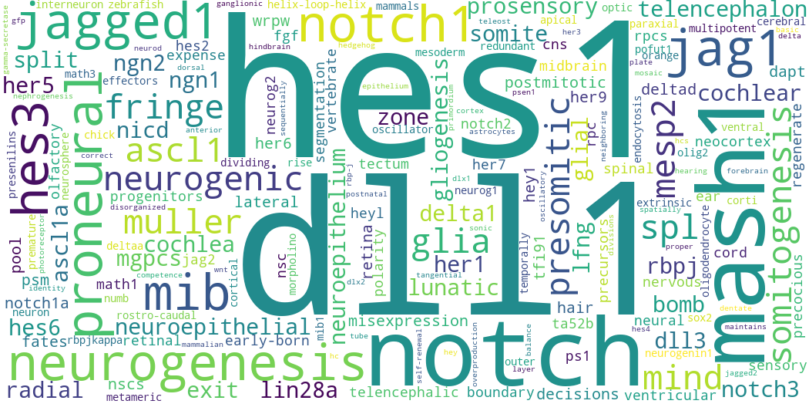 interneuron zebrafish
helix-loop-helix
mammals
prosensory
optic
telencephalon
gfp
jagged1
wrpw
fgf
notch1
teleost
apical
somite
paraxial
rpcs
multipotent
cerebral
delta
hes2
ganglionic
hindbrain
hedgehog
her3
redundant
cns
plate
pofut1
orange
jag1
basic
split
ngn2
expense
neurod
mesoderm
midbrain
mosaic
dapt
gamma-secretase
math3
effectors
dorsal
ngn1
neurog2
segmentation
vertebrate
epithelium
postmitotic
deltad
cochlear
her5
nephrogenesis
fringe
sequentially
zone
gliogenesis
primordium
psen1
her9
glial
rpc
neighboring
endocytosis
mesp2
ncs
neocortex
regenerate
hes3
proneural
chick
anterior
nicd
oscillator
notch2
cortex
astrocytes
hes1
mash1
ventral
olig2
presenilins
olfactory
neurosphere
correct
ascl1
her6
tectum
her7
spinal
forebrain
hearing
dividing
rise
rbp-j
dlx1
neurog1
hey1
oscillatory
presomitic
extrinsic
spatially
ear
corti
neurogenic
neuroepithelium
postnatal
progenitors
lateral
heyl
delta1
sonic
precursors
divisions
spl
cord
oligodendrocyte
somitogenesis
variables
pool
premature
photoreceptor
ascl1a
deltaa
muller
nsc
morpholino
retina
polarity
glia
temporally
tfi91
lfng
nervous
proper
precocious
disorganized
cochlea
mgpcs
jag2
her1
rbpj
psm
identity
competence
wnt
cortical
dlx2
tangential
lunatic
hair
bomb
math1
mib
dll1
notch1a
numb
neuron
rostro-caudal
mib1
misexpression
ta52b
hes4
neural
sox2
dentate
maintains
hes6
neuroepithelial
tube
self-renewal
overproduction
balance
outer
layer
ps1
dll3
neurogenin1
jagged2
fates
rbpjkappa
retinal
mammalian
early-born
hc
hey
neurogenesis
notch
mind
sensory
radial
nscs
metameric
exit
lin28a
telencephalic
boundary
decisions
ventricular
notch3